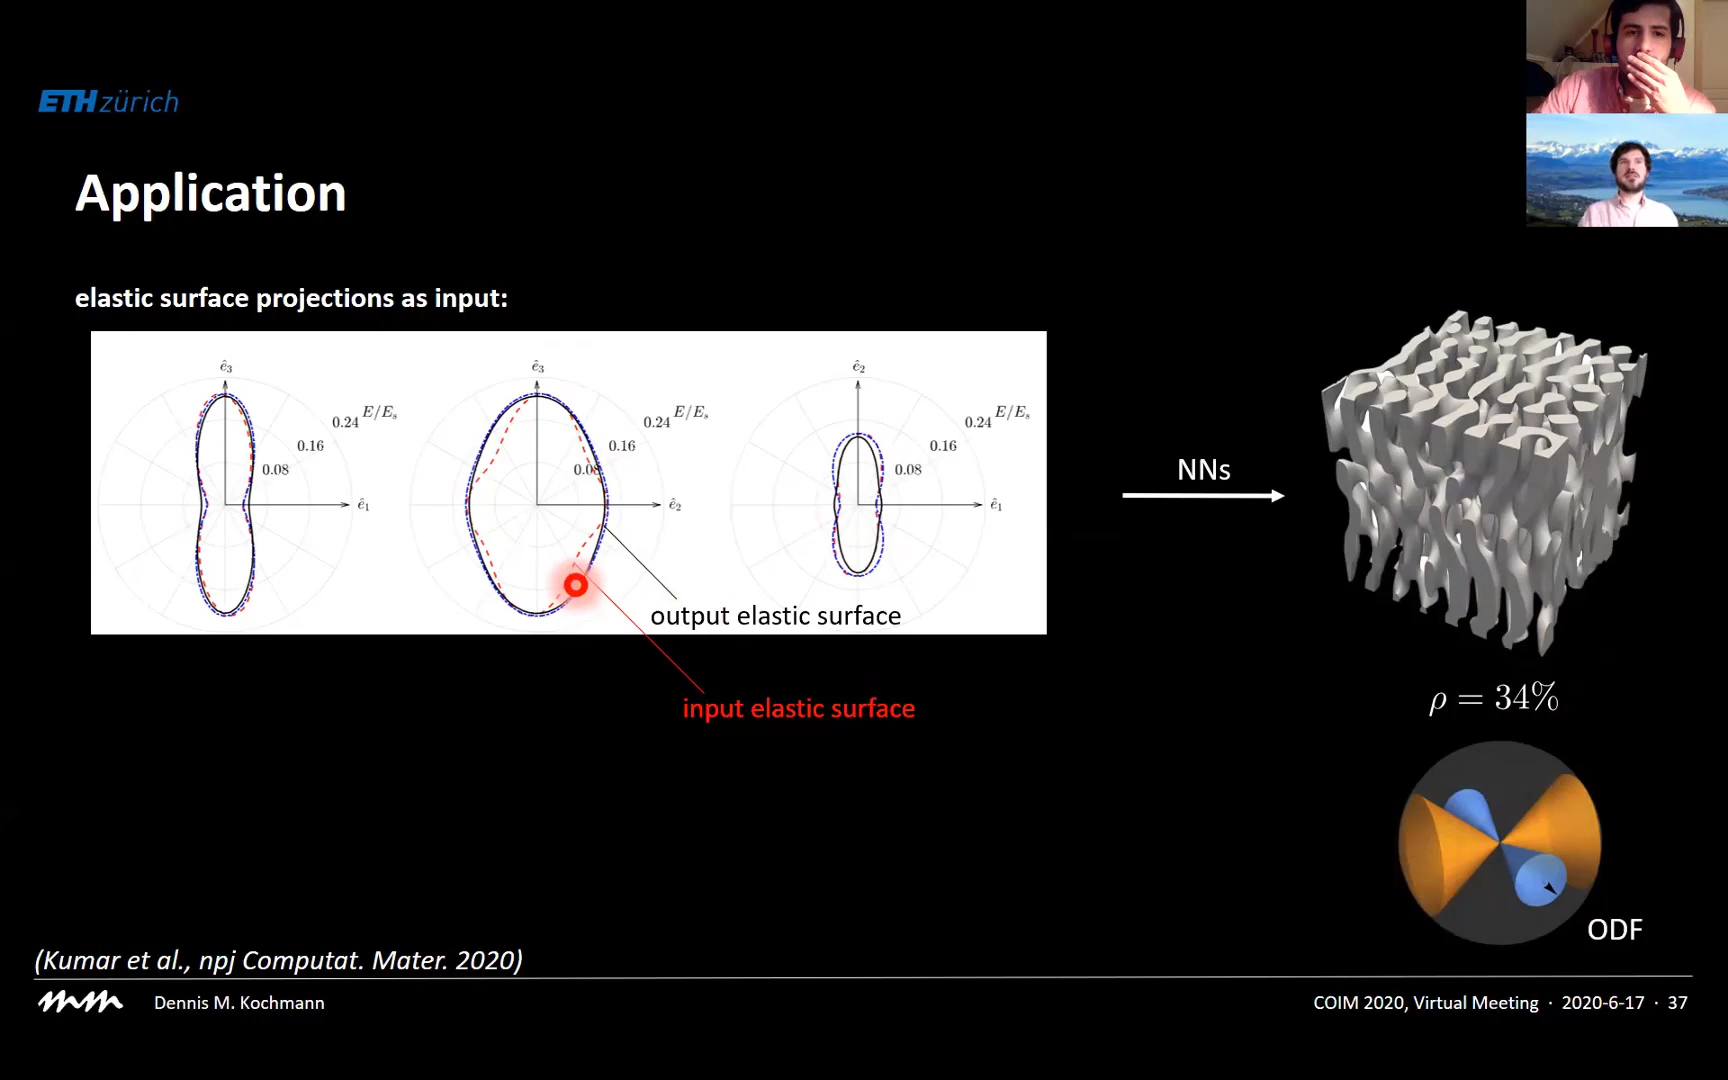 ETH zürich
Application
elastic surface projections as input:
ê₃
E/Eₛ
0.24
0.16
0.08
ê₁
ê₃
E/Eₛ
0.24
0.16
0.08
ê₂
ê₂
E/Eₛ
0.24
0.16
0.08
ê₁
output elastic surface
input elastic surface
NNs
ρ = 34%
ODF
(Kumar et al., npj Computat. Mater. 2020)
Dennis M. Kochmann
COIM 2020, Virtual Meeting · 2020-6-17 · 37